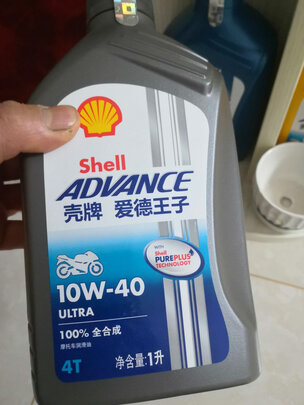 Shell
ADVANCE
壳牌 爱德王子
WITH
Shell
PUREPLUS
TECHNOLOGY
10W-40
ULTRA
100% 全合成
摩托车润滑油
4T
净含量:1升